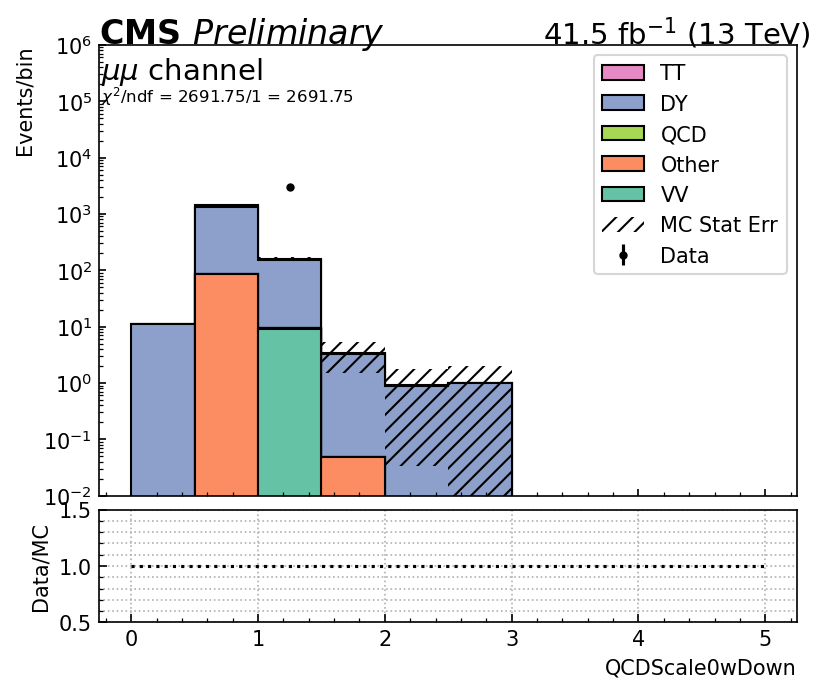 CMS Preliminary 41.5 fb⁻¹ (13 TeV)
μμ channel
χ²/ndf = 2691.75/1 = 2691.75
Events/bin
10⁶
10⁵
10⁴
10³
10²
10¹
10⁰
10⁻¹
10⁻²
TT
DY
QCD
Other
VV
MC Stat Err
Data
Data/MC
1.5
1.0
0.5
0 1 2 3 4 5
QCDScale0wDown